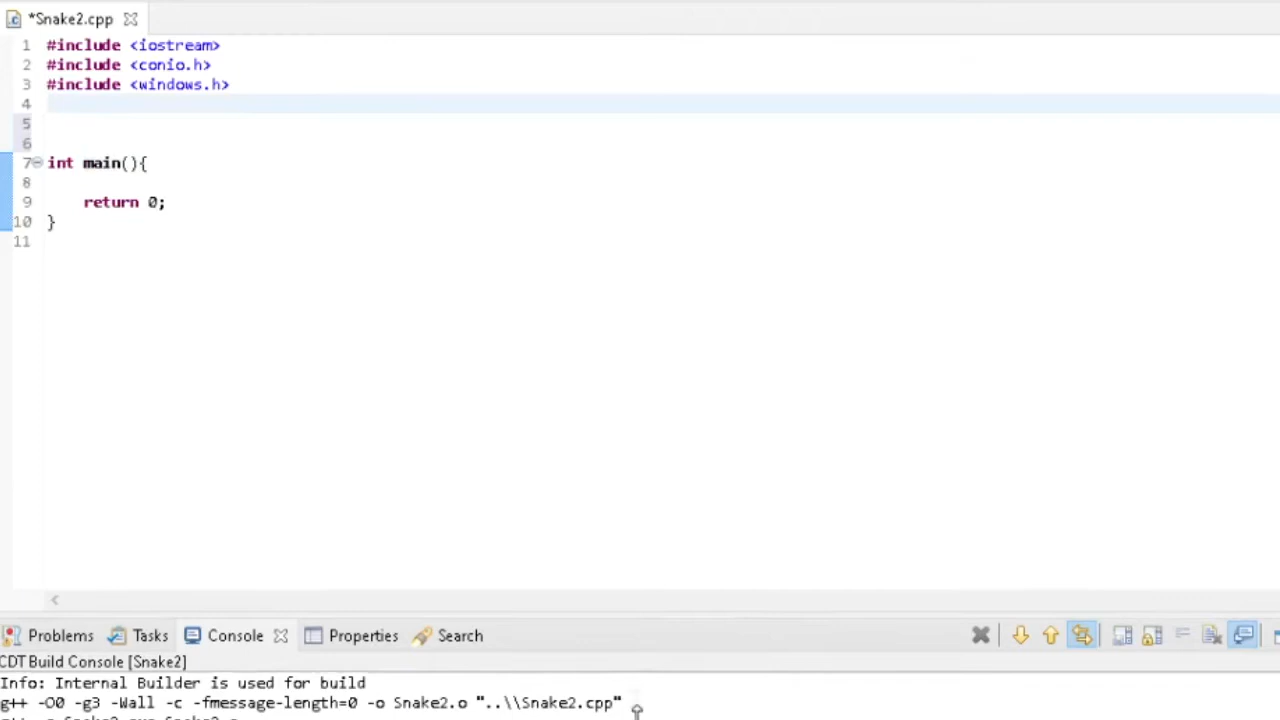 *Snake2.cpp
1 #include <iostream>
2 #include <conio.h>
3 #include <windows.h>
4
5
6
7 int main(){
8
9 return 0;
10 }
11
Problems Tasks Console Properties Search
CDT Build Console [Snake2]
Info: Internal Builder is used for build
g++ -O0 -g3 -Wall -c -fmessage-length=0 -o Snake2.o "..\\Snake2.cpp"